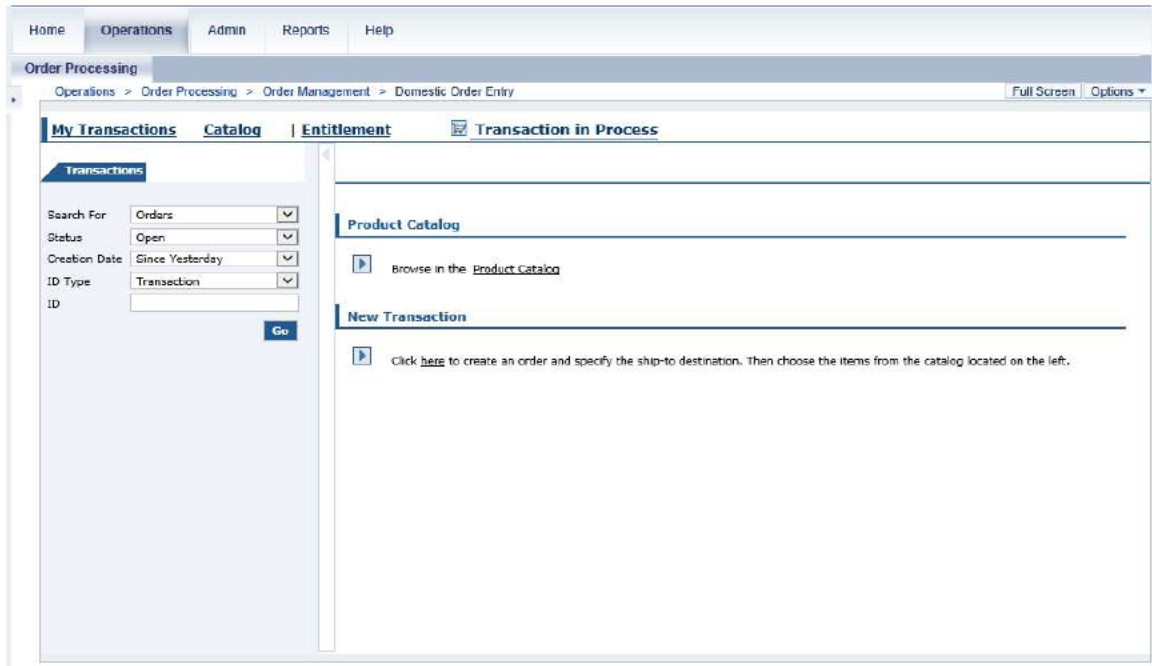 Home Operations Admin Reports Help
Order Processing
Operations > Order Processing > Order Management > Domestic Order Entry Full Screen Options
My Transactions Catalog | Entitlement Transaction in Process
Transactions
Search For Orders
Status Open
Creation Date Since Yesterday
ID Type Transaction
ID
Go
Product Catalog
Browse in the Product Catalog
New Transaction
Click here to create an order and specify the ship-to destination. Then choose the items from the catalog located on the left.